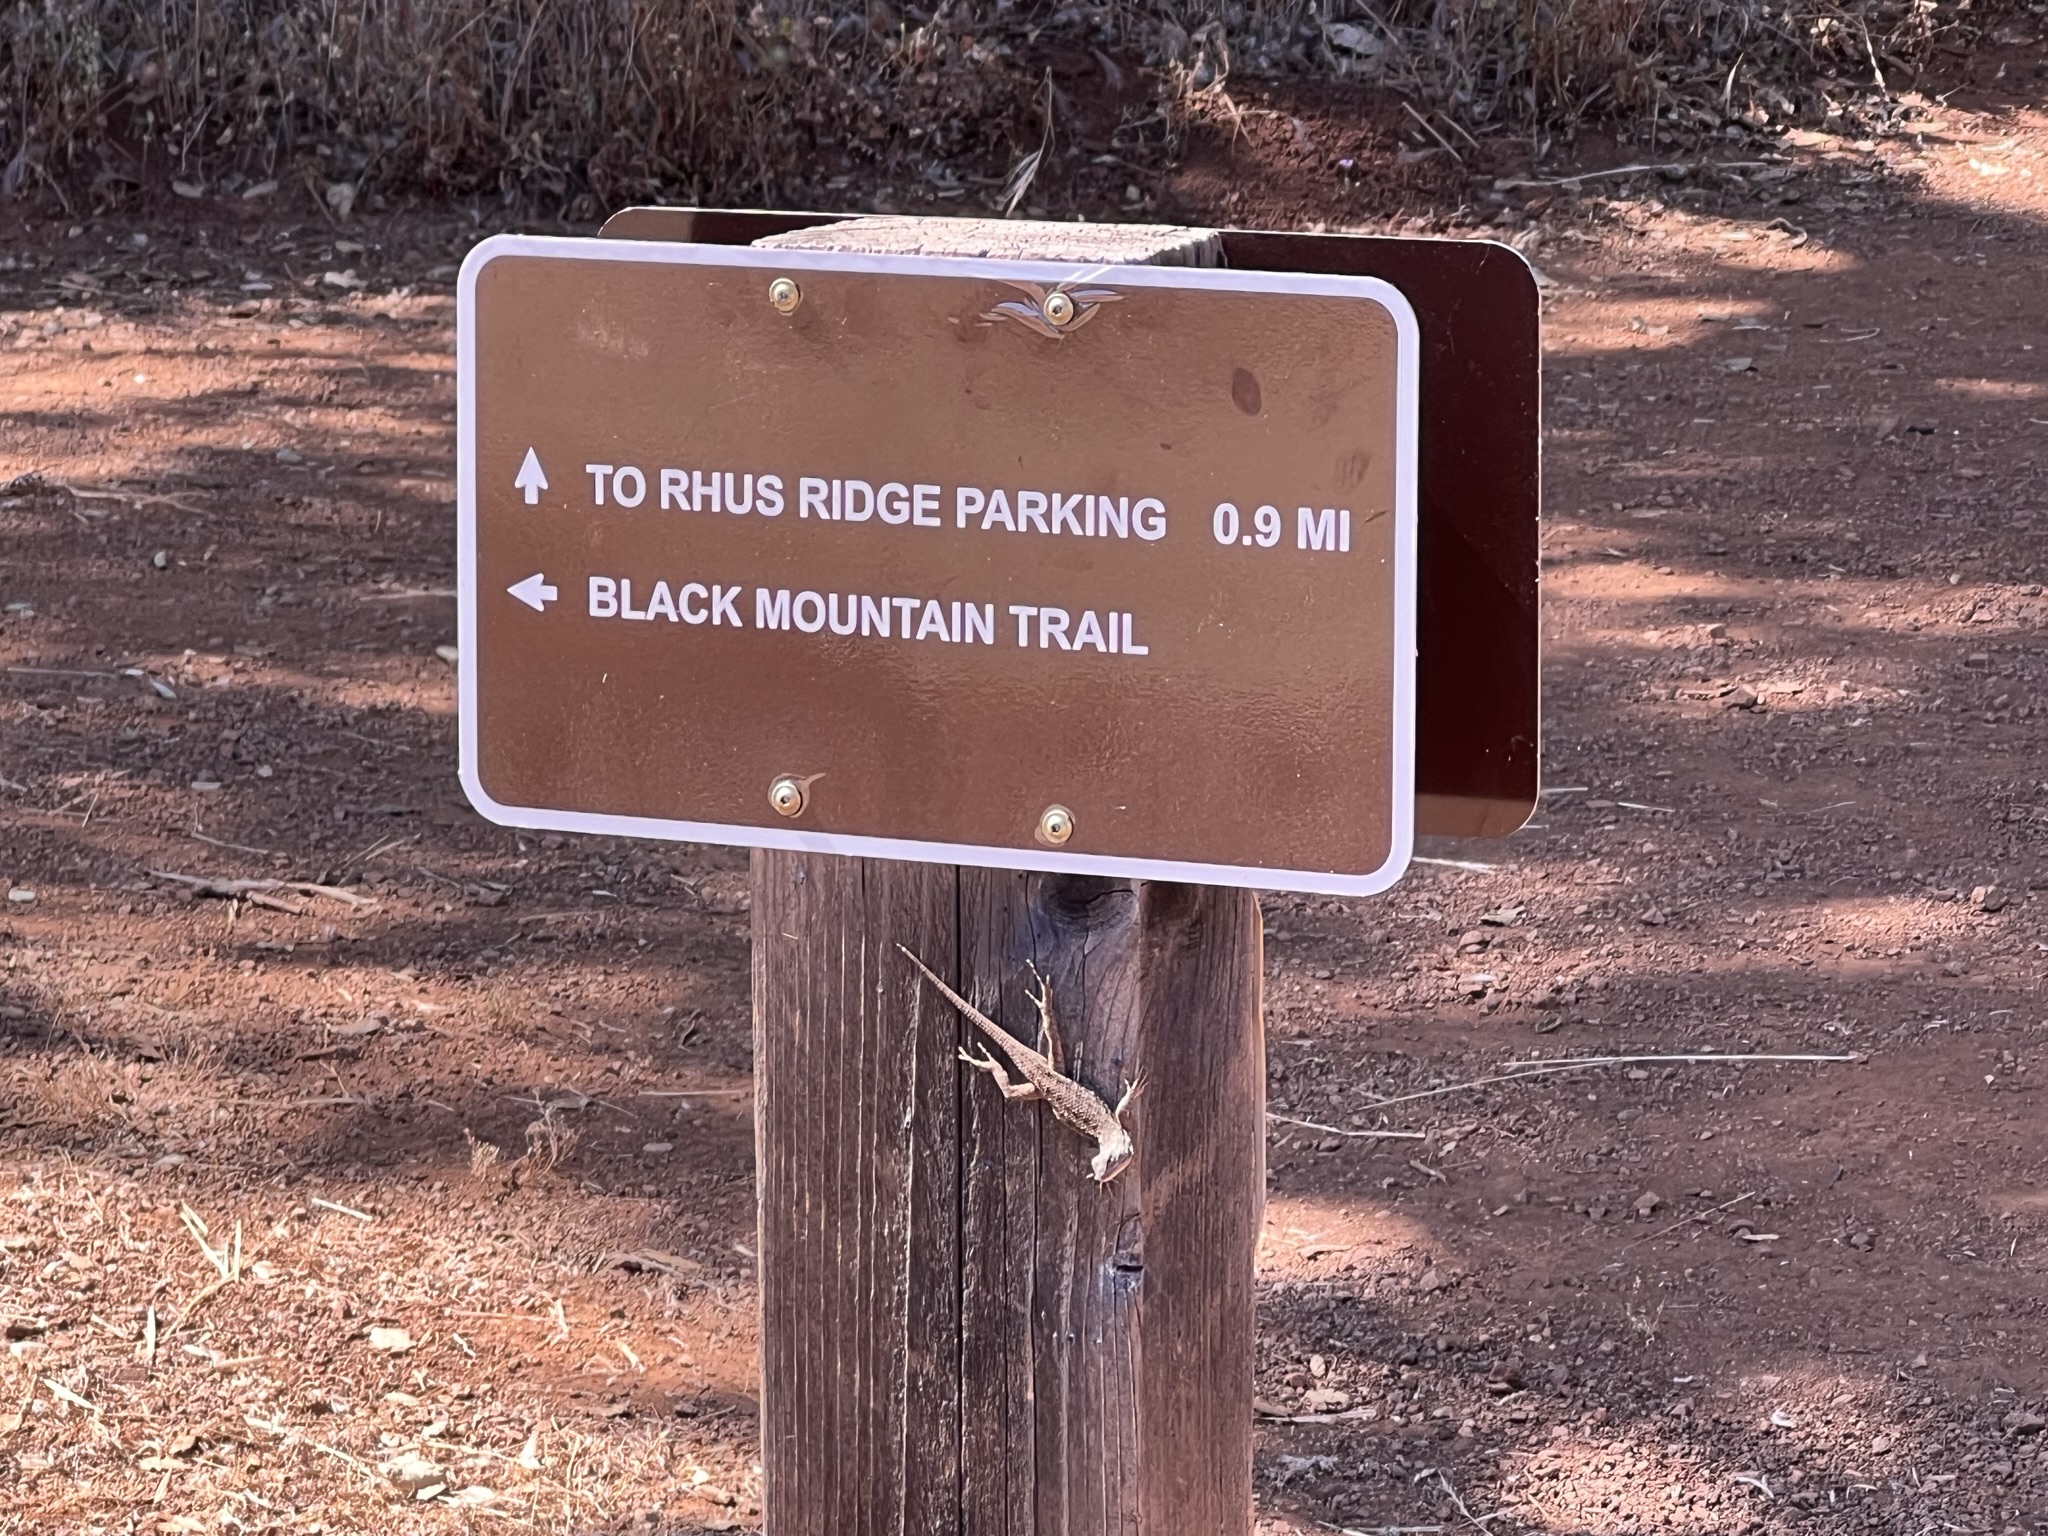 ↑ TO RHUS RIDGE PARKING 0.9 MI
← BLACK MOUNTAIN TRAIL